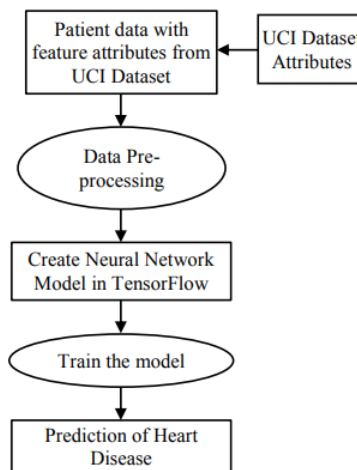 Patient data with
feature attributes from
UCI Dataset
UCI Dataset
Attributes
Data Pre-
processing
Create Neural Network
Model in TensorFlow
Train the model
Prediction of Heart
Disease